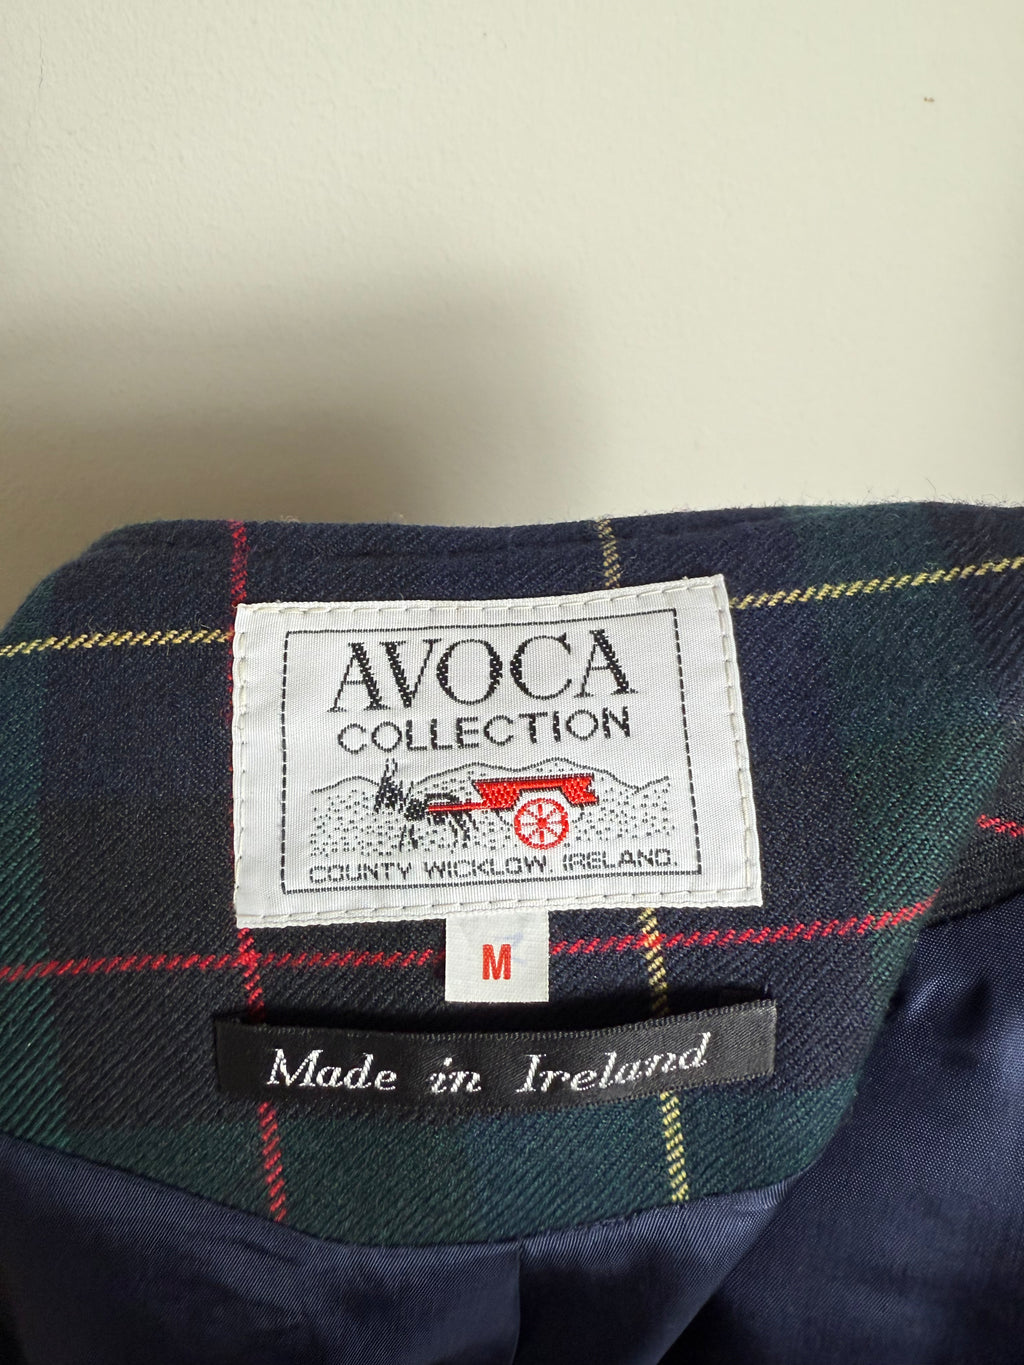 AVOCA
COLLECTION
COUNTY WICKLOW. IRELAND.
M
Made in Ireland